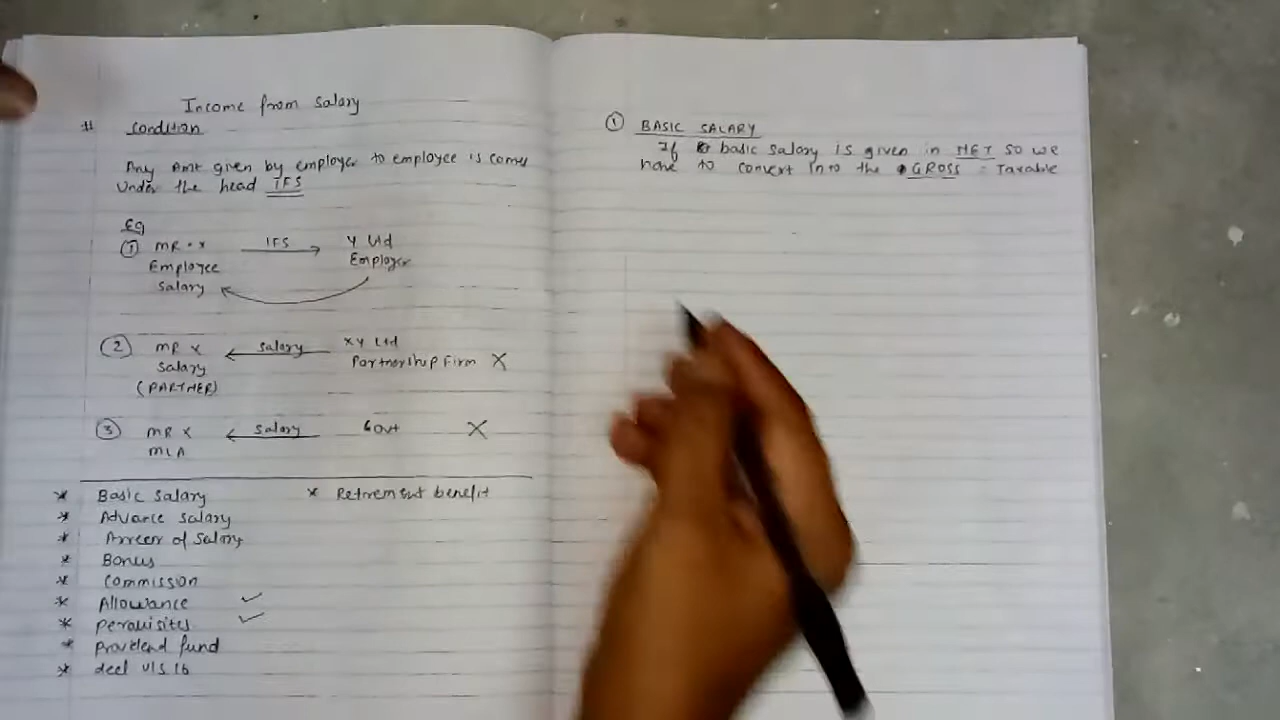 Income from salary
# Condition
Any Amt given by employer to employee is comes
Under the head IFS
Eg
① MR. X IFS Y Ltd
Employee Employer
Salary
② MR X Salary XY Ltd
Salary Partnership Firm X
(PARTNER)
③ MR X Salary Govt X
MLA
* Basic Salary * Retrement benefit
* Advance Salary
* Arreer of Salary
* Bonus
* Commission
* Allowance ✓
* Perquisites ✓
* Provident fund
* ded U/S 16
① BASIC SALARY
If basic salary is given in NET so we
have to convert into the GROSS = Taxable